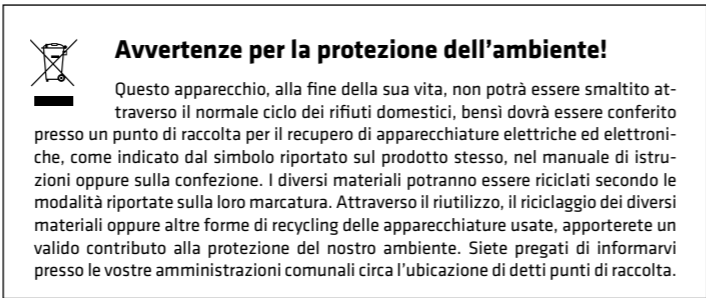 Avvertenze per la protezione dell'ambiente!
Questo apparecchio, alla fine della sua vita, non potrà essere smaltito at-
traverso il normale ciclo dei rifiuti domestici, bensì dovrà essere conferito
presso un punto di raccolta per il recupero di apparecchiature elettriche ed elettroni-
che, come indicato dal simbolo riportato sul prodotto stesso, nel manuale di istru-
zioni oppure sulla confezione. I diversi materiali potranno essere riciclati secondo le
modalità riportate sulla loro marcatura. Attraverso il riutilizzo, il riciclaggio dei diversi
materiali oppure altre forme di recycling delle apparecchiature usate, apporterete un
valido contributo alla protezione del nostro ambiente. Siete pregati di informarvi
presso le vostre amministrazioni comunali circa l'ubicazione di detti punti di raccolta.